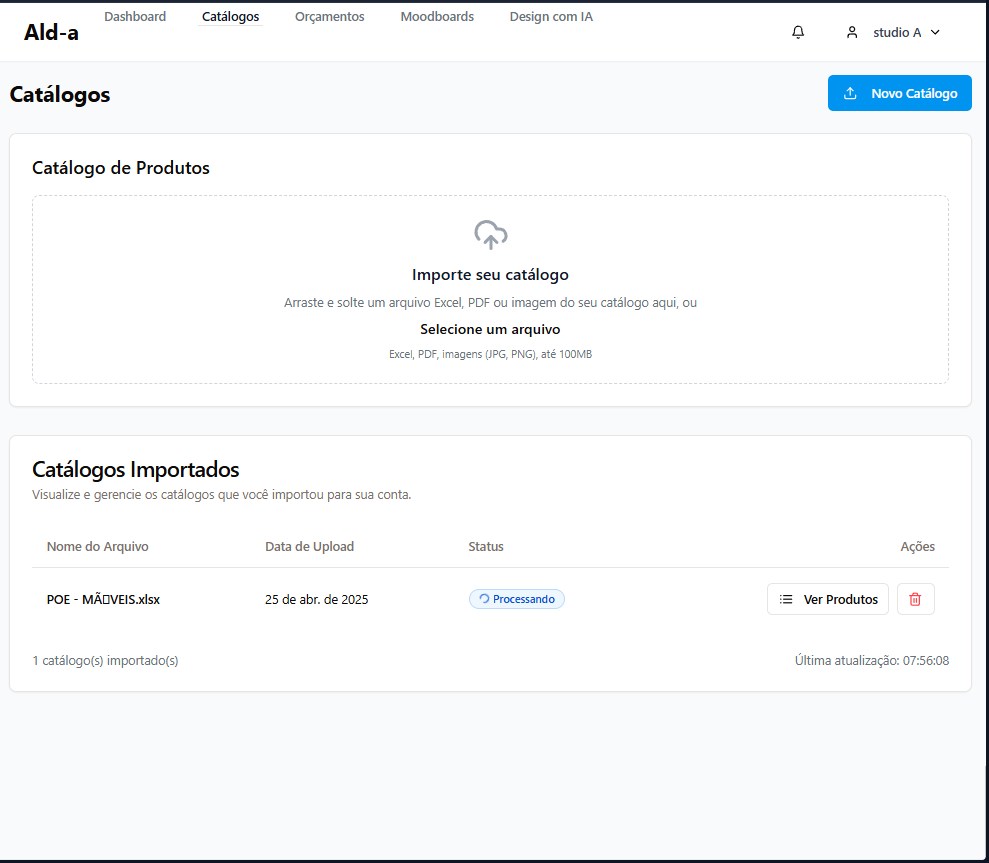 Ald-a
Dashboard
Catálogos
Orçamentos
Moodboards
Design com IA
studio A
Catálogos
Novo Catálogo
Catálogo de Produtos
Importe seu catálogo
Arraste e solte um arquivo Excel, PDF ou imagem do seu catálogo aqui, ou
Selecione um arquivo
Excel, PDF, imagens (JPG, PNG), até 100MB
Catálogos Importados
Visualize e gerencie os catálogos que você importou para sua conta.
Nome do Arquivo Data de Upload Status Ações
POE - MÃ▯VEIS.xlsx 25 de abr. de 2025 Processando Ver Produtos
1 catálogo(s) importado(s) Última atualização: 07:56:08